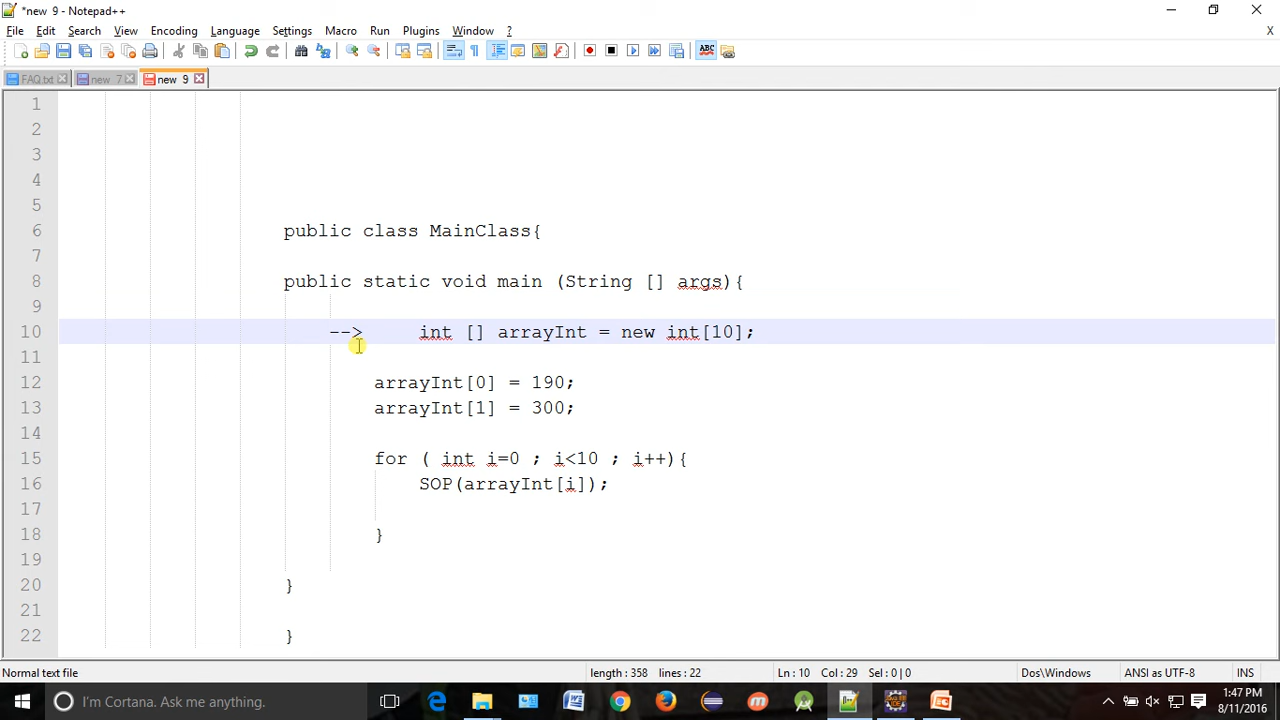 *new  9 - Notepad++
File Edit Search View Encoding Language Settings Macro Run Plugins Window ? X
FAQ.txt new  7 new  9
1
2
3
4
5
6 public class MainClass{
7
8 public static void main (String [] args){
9
10 --> int [] arrayInt = new int[10];
11
12 arrayInt[0] = 190;
13 arrayInt[1] = 300;
14
15 for ( int i=0 ; i<10 ; i++){
16 SOP(arrayInt[i]);
17
18 }
19
20 }
21
22 }
Normal text file length : 358 lines : 22 Ln : 10 Col : 29 Sel : 0 | 0 Dos\Windows ANSI as UTF-8 INS
I'm Cortana. Ask me anything. 1:47 PM
8/11/2016